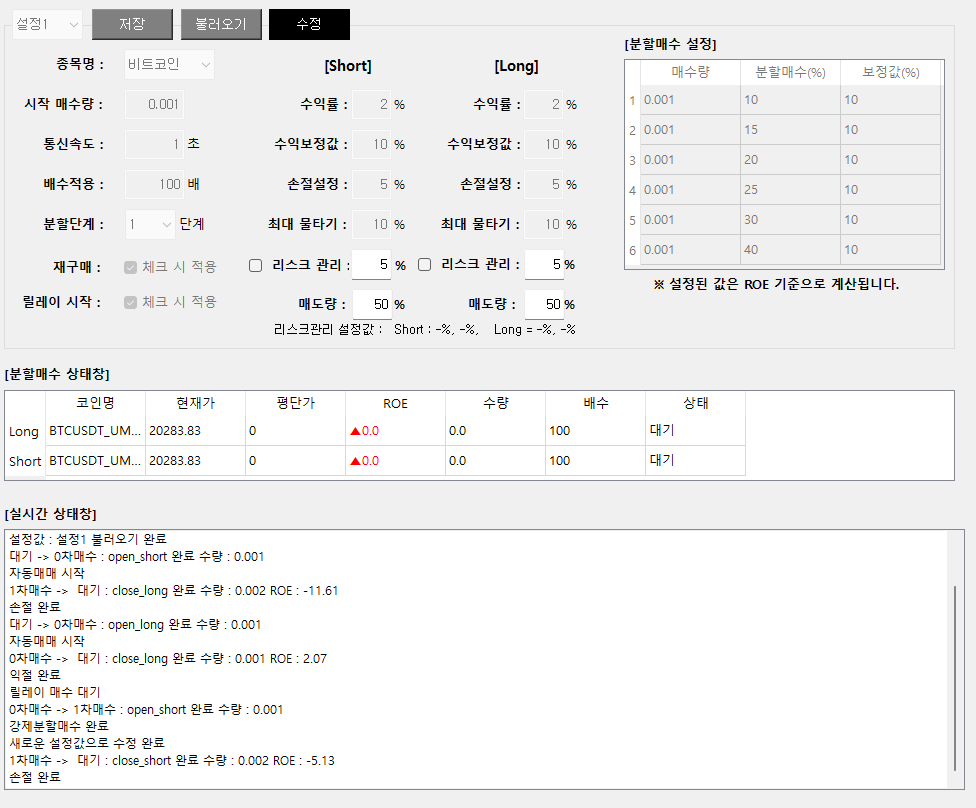 설정1 저장 불러오기 수정
종목명 : 비트코인 [Short] [Long]
시작 매수량 : 0.001 수익률 : 2 % 수익률 : 2 %
통신속도 : 1 초 수익보정값 : 10 % 수익보정값 : 10 %
배수적용 : 100 배 손절설정 : 5 % 손절설정 : 5 %
분할단계 : 1 단계 최대 물타기 : 10 % 최대 물타기 : 10 %
재구매 : 체크 시 적용 리스크 관리 : 5 % 리스크 관리 : 5 %
릴레이 시작 : 체크 시 적용 매도량 : 50 % 매도량 : 50 %
리스크관리 설정값 : Short : -%, -%, Long = -%, -%
[분할매수 설정]
매수량 분할매수(%) 보정값(%)
1 0.001 10 10
2 0.001 15 10
3 0.001 20 10
4 0.001 25 10
5 0.001 30 10
6 0.001 40 10
※ 설정된 값은 ROE 기준으로 계산됩니다.
[분할매수 상태창]
코인명 현재가 평단가 ROE 수량 배수 상태
Long BTCUSDT_UM... 20283.83 0 ▲0.0 0.0 100 대기
Short BTCUSDT_UM... 20283.83 0 ▲0.0 0.0 100 대기
[실시간 상태창]
설정값 : 설정1 불러오기 완료
대기 -> 0차매수 : open_short 완료 수량 : 0.001
자동매매 시작
1차매수 -> 대기 : close_long 완료 수량 : 0.002 ROE : -11.61
손절 완료
대기 -> 0차매수 : open_long 완료 수량 : 0.001
자동매매 시작
0차매수 -> 대기 : close_long 완료 수량 : 0.001 ROE : 2.07
익절 완료
릴레이 매수 대기
0차매수 -> 1차매수 : open_short 완료 수량 : 0.001
강제분할매수 완료
새로운 설정값으로 수정 완료
1차매수 -> 대기 : close_short 완료 수량 : 0.002 ROE : -5.13
손절 완료